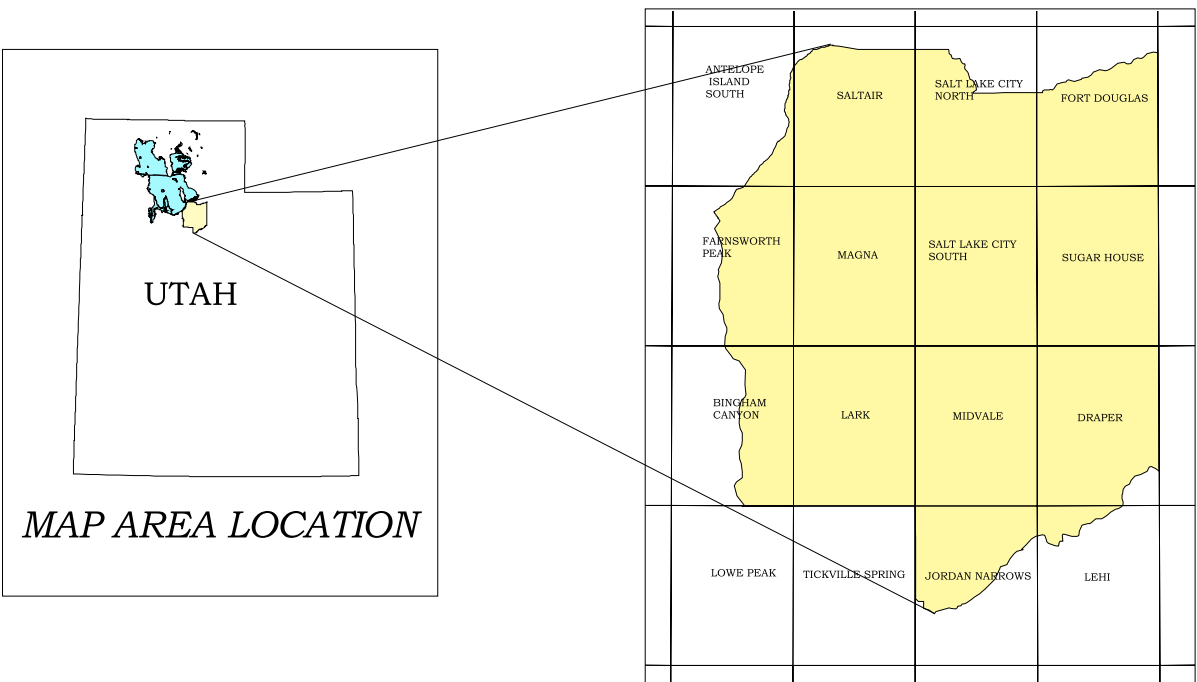 UTAH
MAP AREA LOCATION
ANTELOPE
ISLAND
SOUTH
SALTAIR
SALT LAKE CITY
NORTH
FORT DOUGLAS
FARNSWORTH
PEAK
MAGNA
SALT LAKE CITY
SOUTH
SUGAR HOUSE
BINGHAM
CANYON
LARK
MIDVALE
DRAPER
LOWE PEAK
TICKVILLE SPRING
JORDAN NARROWS
LEHI